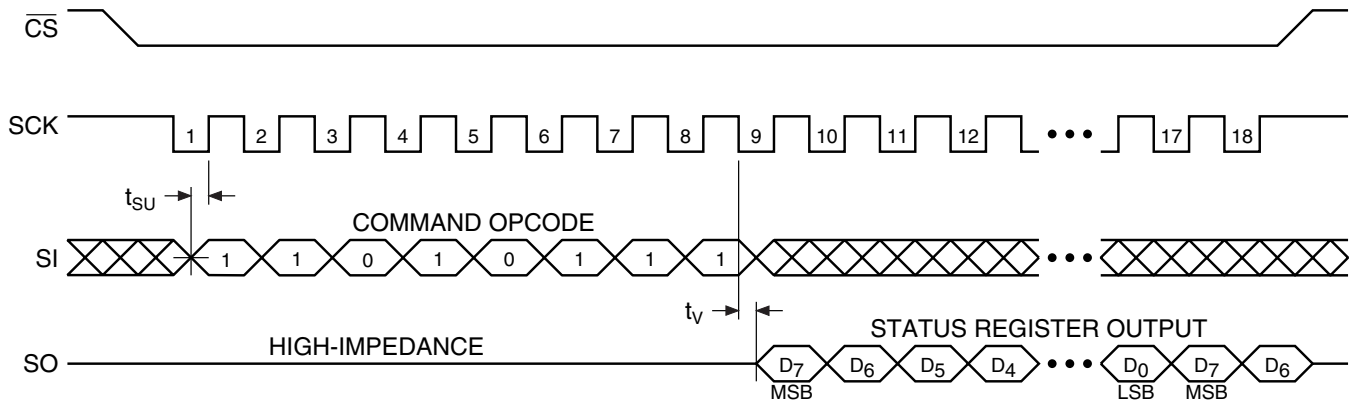 CS
SCK 1 2 3 4 5 6 7 8 9 10 11 12 ••• 17 18
tSU
COMMAND OPCODE
SI 1 1 0 1 0 1 1 1 •••
tV
STATUS REGISTER OUTPUT
HIGH-IMPEDANCE
SO D7 D6 D5 D4 ••• D0 D7 D6
MSB LSB MSB